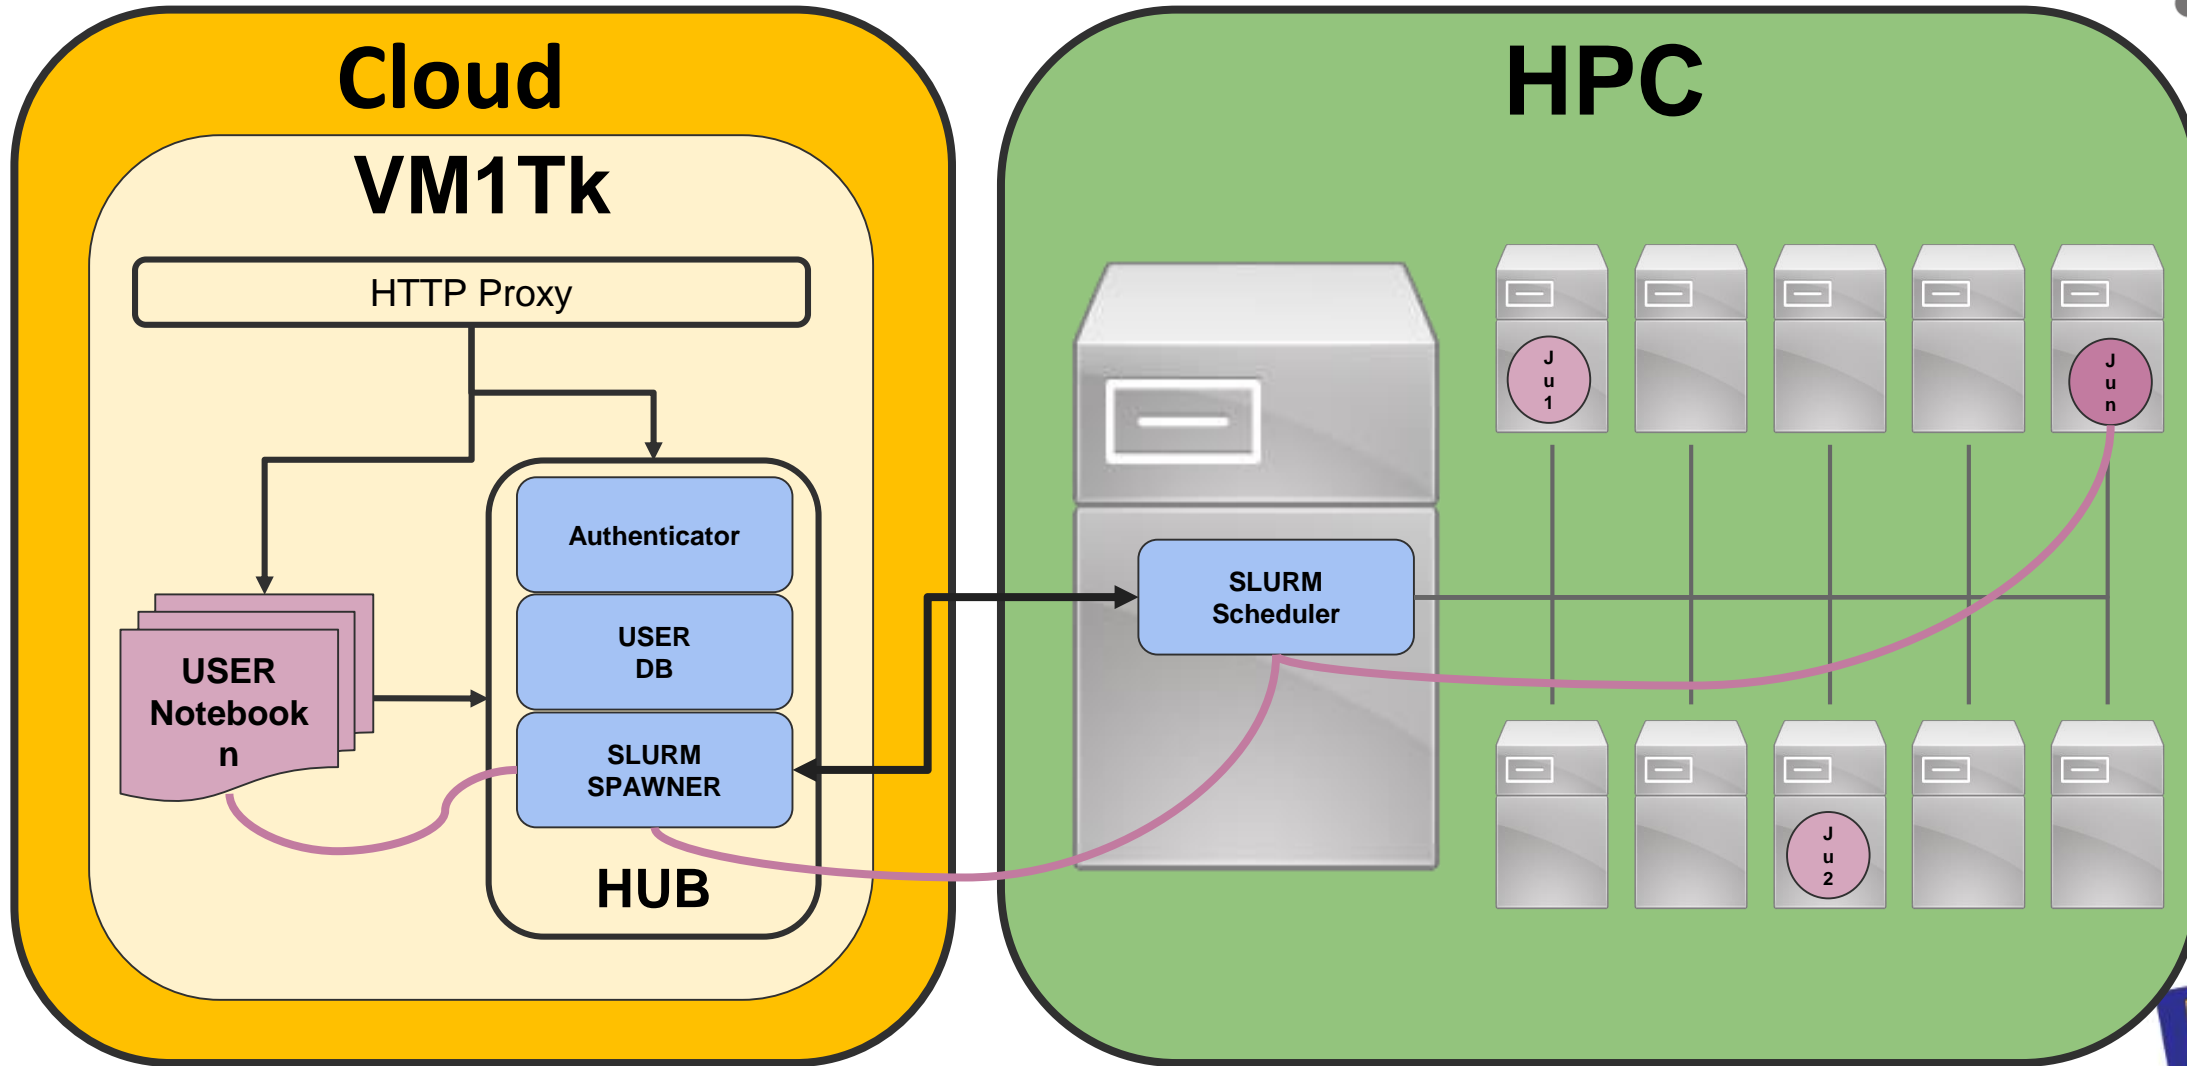 Cloud
VM1Tk
HTTP Proxy
Authenticator
USER
DB
SLURM
SPAWNER
HUB
USER
Notebook
n
HPC
SLURM
Scheduler
J
u
1
J
u
n
J
u
2